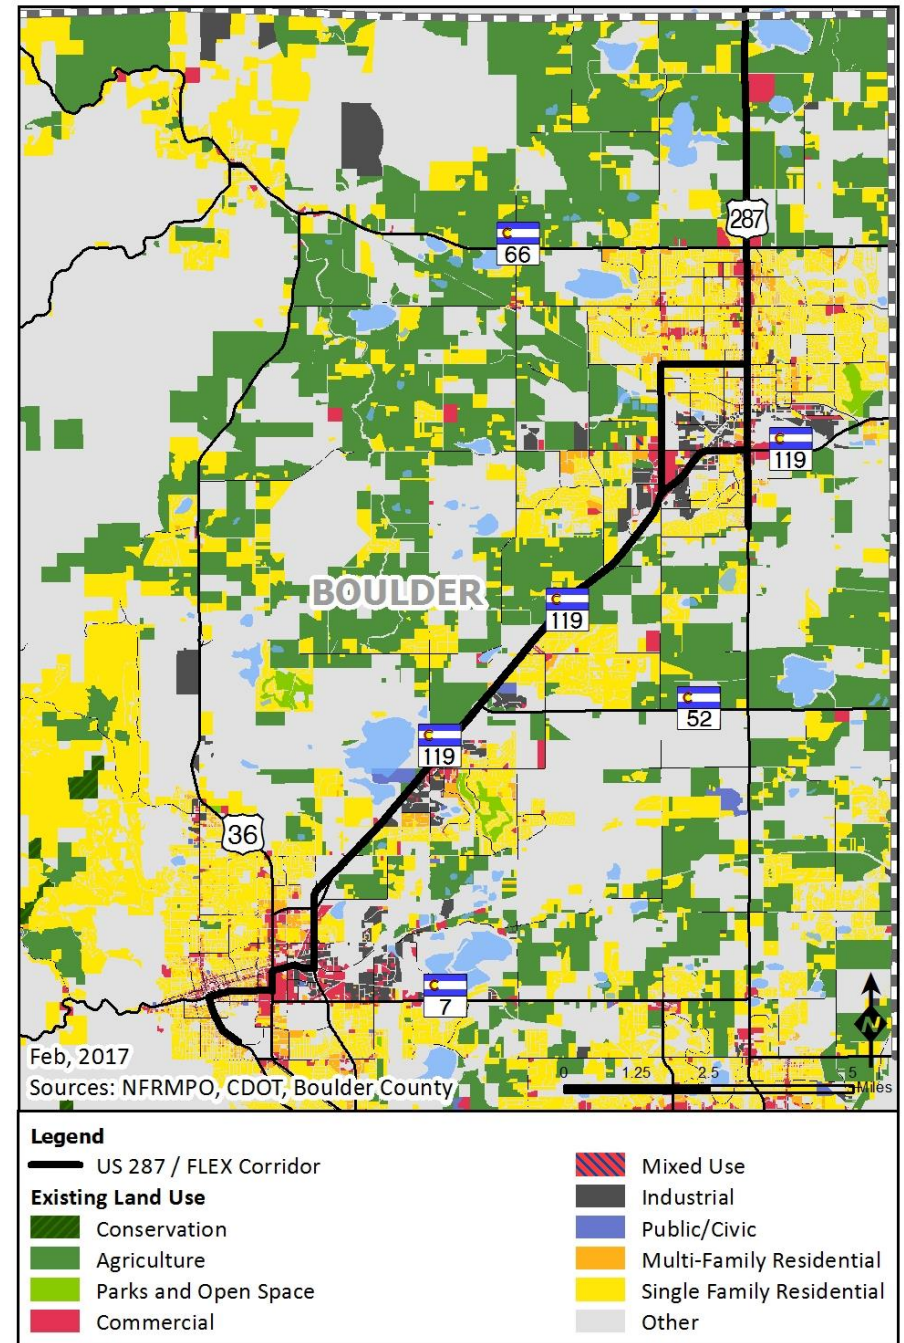 287
66
119
BOULDER
119
52
119
36
7
N
Feb, 2017
Sources: NFRMPO, CDOT, Boulder County
0 1.25 2.5 5
Miles
Legend
US 287 / FLEX Corridor
Existing Land Use
Conservation
Agriculture
Parks and Open Space
Commercial
Mixed Use
Industrial
Public/Civic
Multi-Family Residential
Single Family Residential
Other